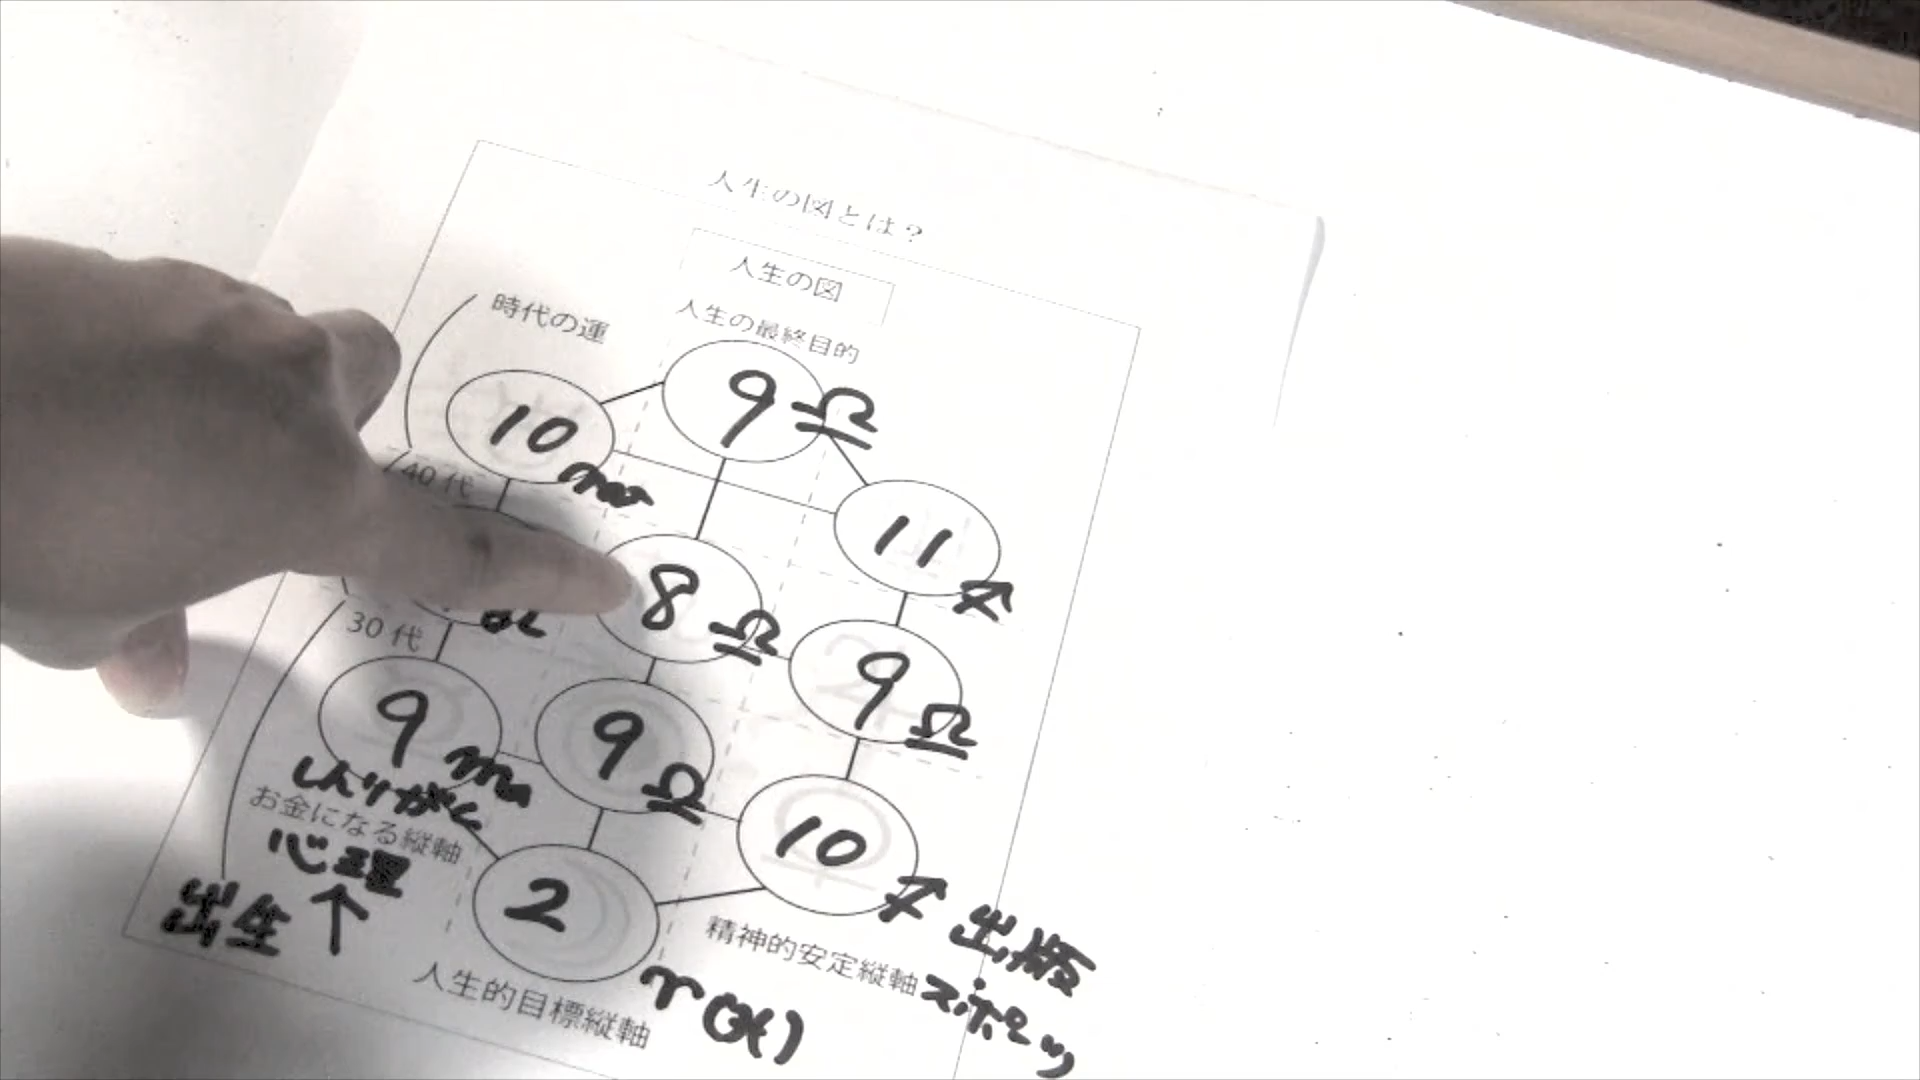 人生の図とは?
人生の図
時代の運
人生の最終目的
9 ♎
10 ♏
40代
11 ♐
8 ♎
9 ♎
30代
9 ♏
9 ♎
しんりがく
お金になる縦軸
心理
10 ♐
出生 ↑
2
精神的安定縦軸
出版
スポーツ
人生的目標縦軸
♈